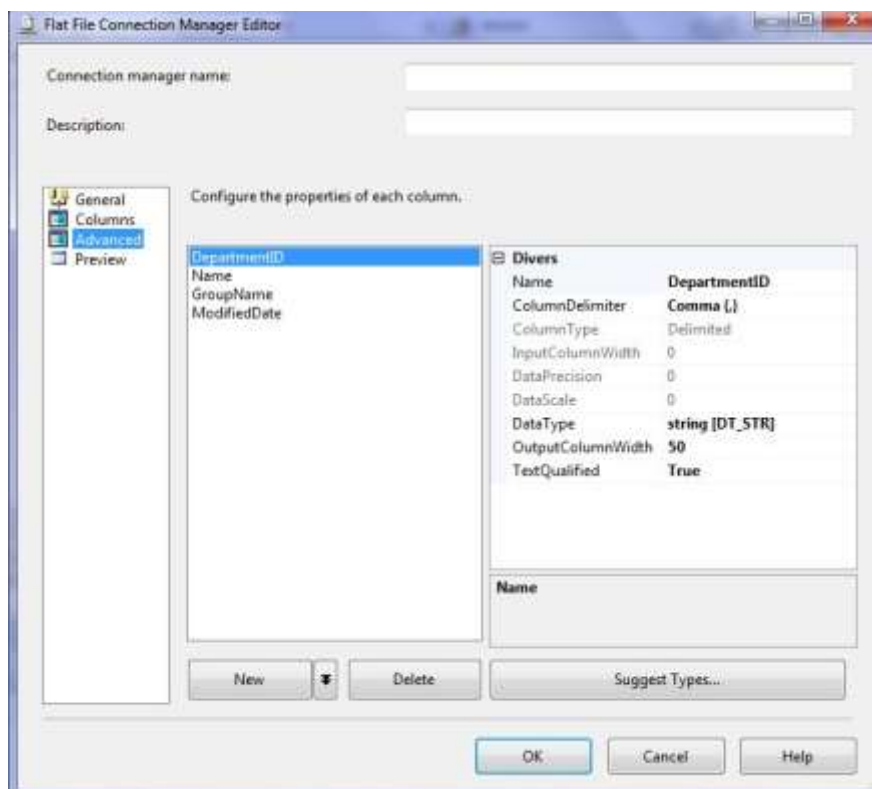 Flat File Connection Manager Editor
Connection manager name:
Description:
General
Columns
Advanced
Preview
Configure the properties of each column.
DepartmentID
Name
GroupName
ModifiedDate
Divers
Name DepartmentID
ColumnDelimiter Comma {,}
ColumnType Delimited
InputColumnWidth 0
DataPrecision 0
DataScale 0
DataType string [DT_STR]
OutputColumnWidth 50
TextQualified True
Name
New
Delete
Suggest Types...
OK
Cancel
Help